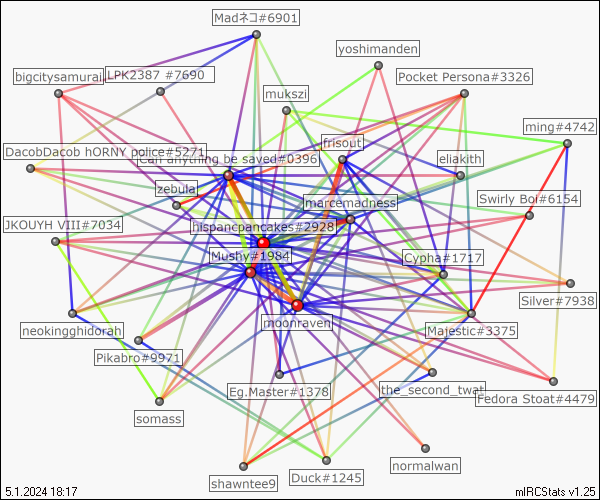 Madネコ#6901
yoshimanden
bigcitysamurai
LPK2387 #7690
Pocket Persona#3326
mukszi
ming#4742
frisout
DacobDacob hORNY police#5271
Can anything be saved#0396
eliakith
zebula
Swirly Boi#6154
marcemadness
JKOUYH VIII#7034
hispancpancakes#2928
Mushy#1984
Cypha#1717
Silver#7938
moonraven
neokingghidorah
Majestic#3375
Pikabro#9971
Eg.Master#1378
the_second_twat
Fedora Stoat#4479
somass
normalwan
Duck#1245
shawntee9
5.1.2024 18:17
mIRCStats v1.25